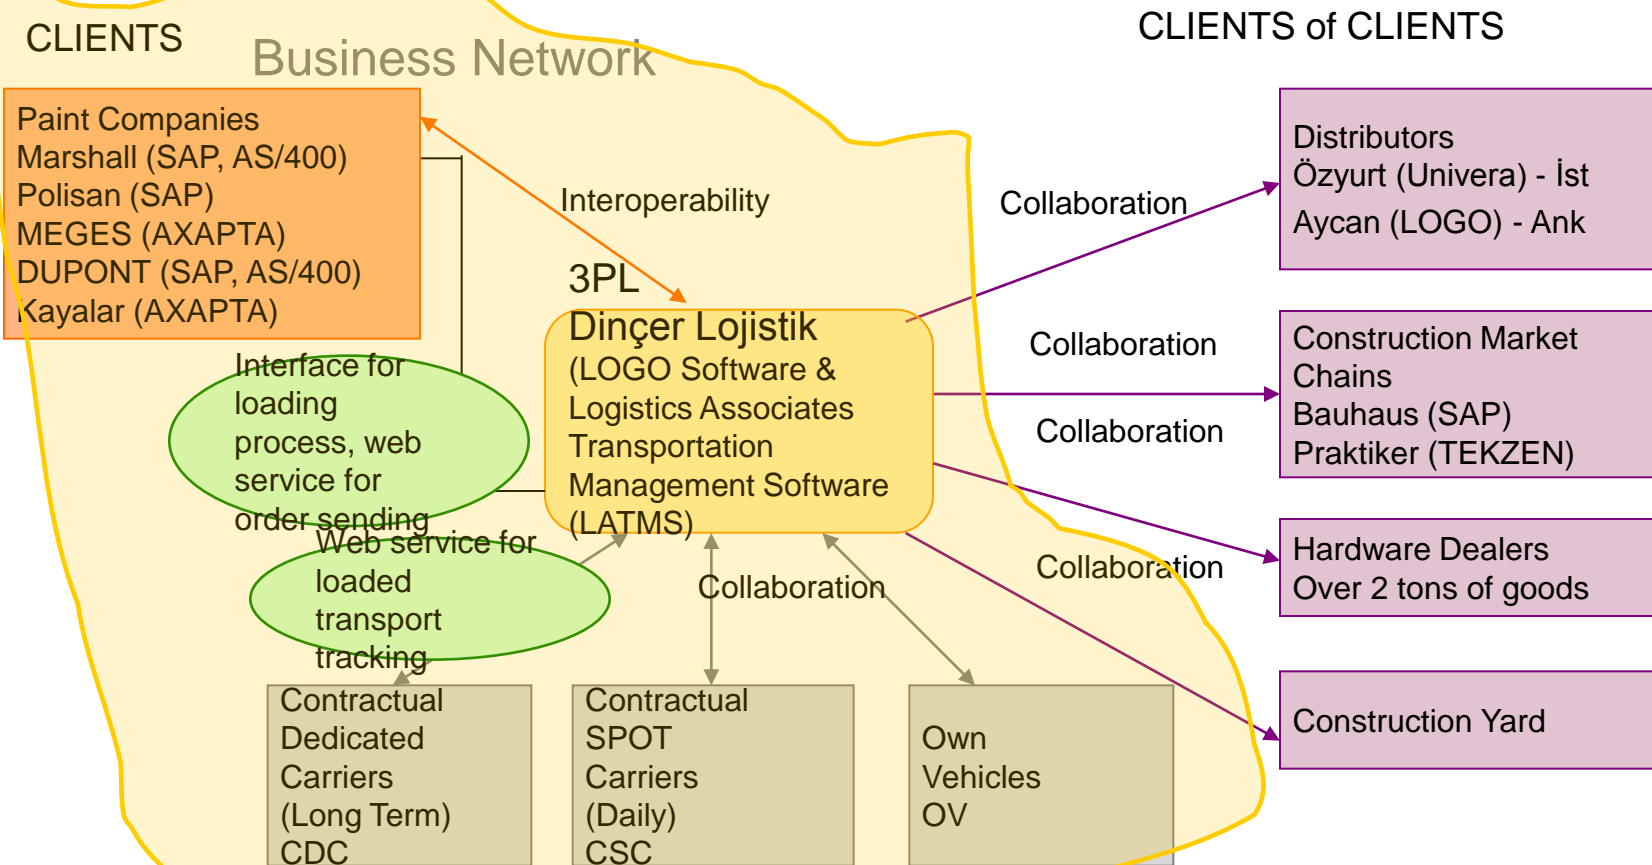 CLIENTS
Business Network
CLIENTS of CLIENTS
Paint Companies
Marshall (SAP, AS/400)
Polisan (SAP)
MEGES (AXAPTA)
DUPONT (SAP, AS/400)
Kayalar (AXAPTA)
Interoperability
Collaboration
Distributors
Özyurt (Univera) - İst
Aycan (LOGO) - Ank
3PL
Dinçer Lojistik
(LOGO Software &
Logistics Associates
Transportation
Management Software
(LATMS)
Collaboration
Collaboration
Construction Market
Chains
Bauhaus (SAP)
Praktiker (TEKZEN)
Interface for
loading
process, web
service for
order sending
Web service for
loaded
transport
tracking
Collaboration
Collaboration
Hardware Dealers
Over 2 tons of goods
Construction Yard
Contractual
Dedicated
Carriers
(Long Term)
CDC
Contractual
SPOT
Carriers
(Daily)
CSC
Own
Vehicles
OV